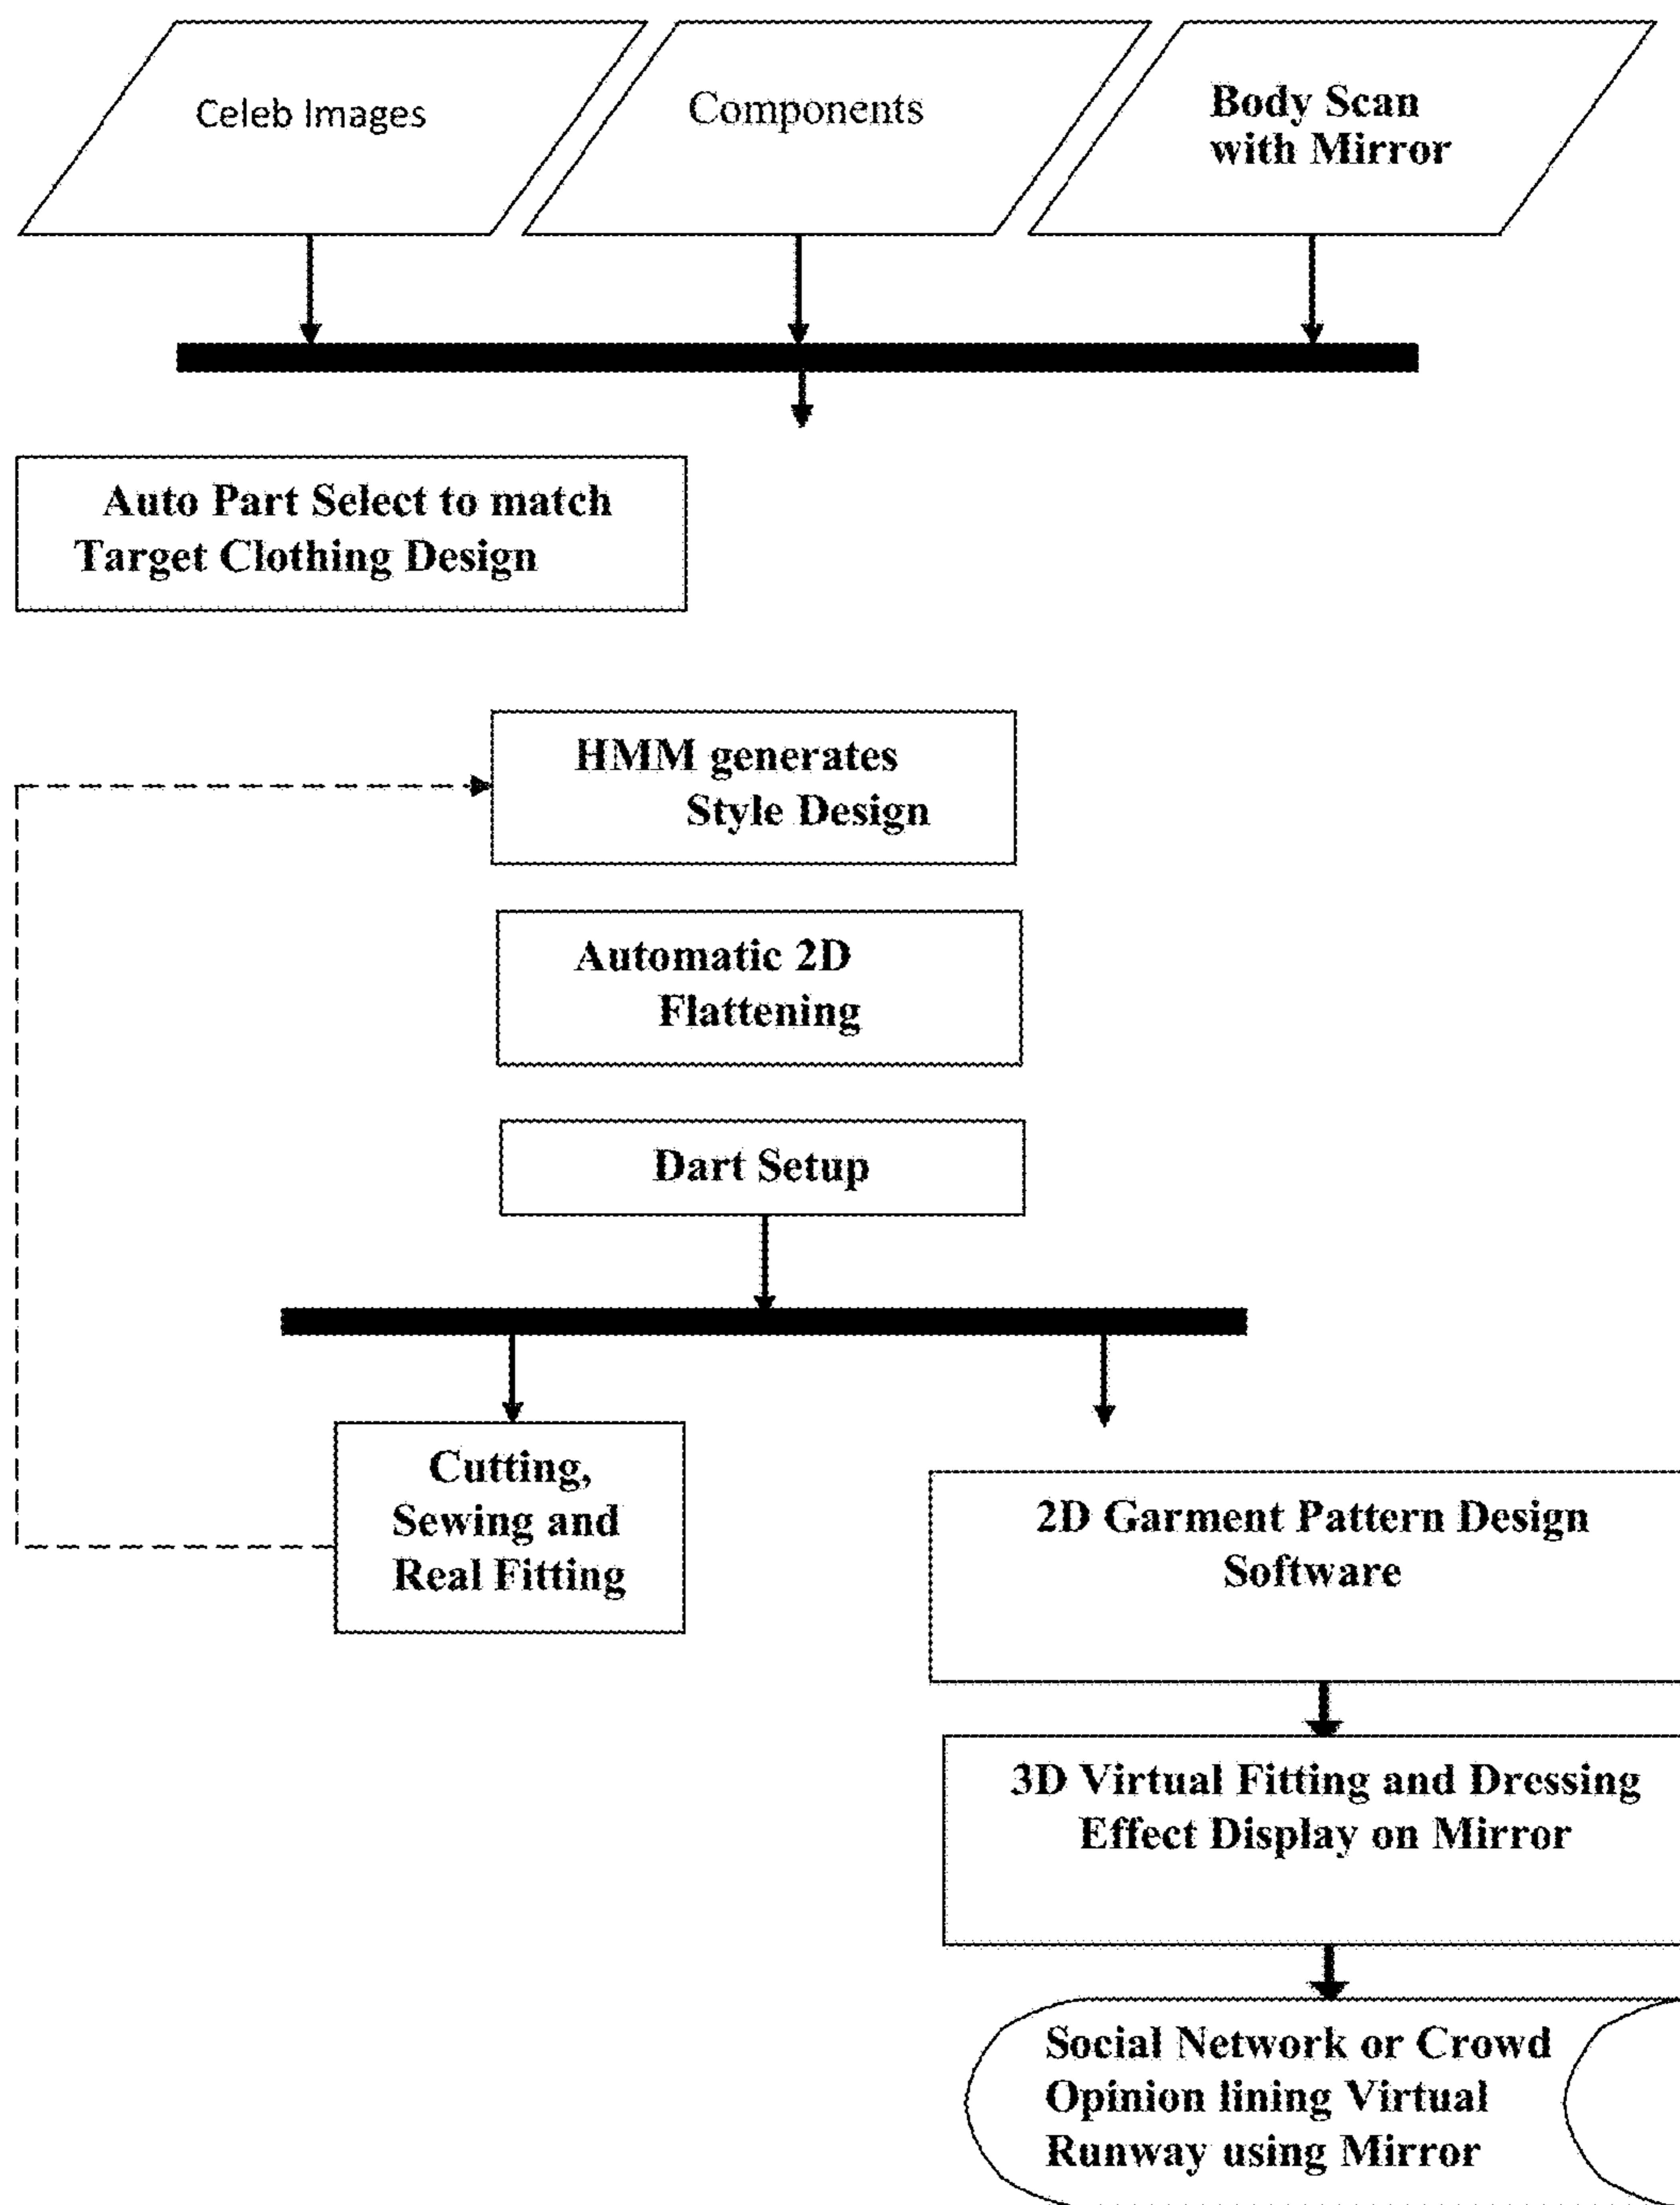 Celeb Images
Components
Body Scan
with Mirror
Auto Part Select to match
Target Clothing Design
HMM generates
Style Design
Automatic 2D
Flattening
Dart Setup
Cutting,
Sewing and
Real Fitting
2D Garment Pattern Design
Software
3D Virtual Fitting and Dressing
Effect Display on Mirror
Social Network or Crowd
Opinion lining Virtual
Runway using Mirror